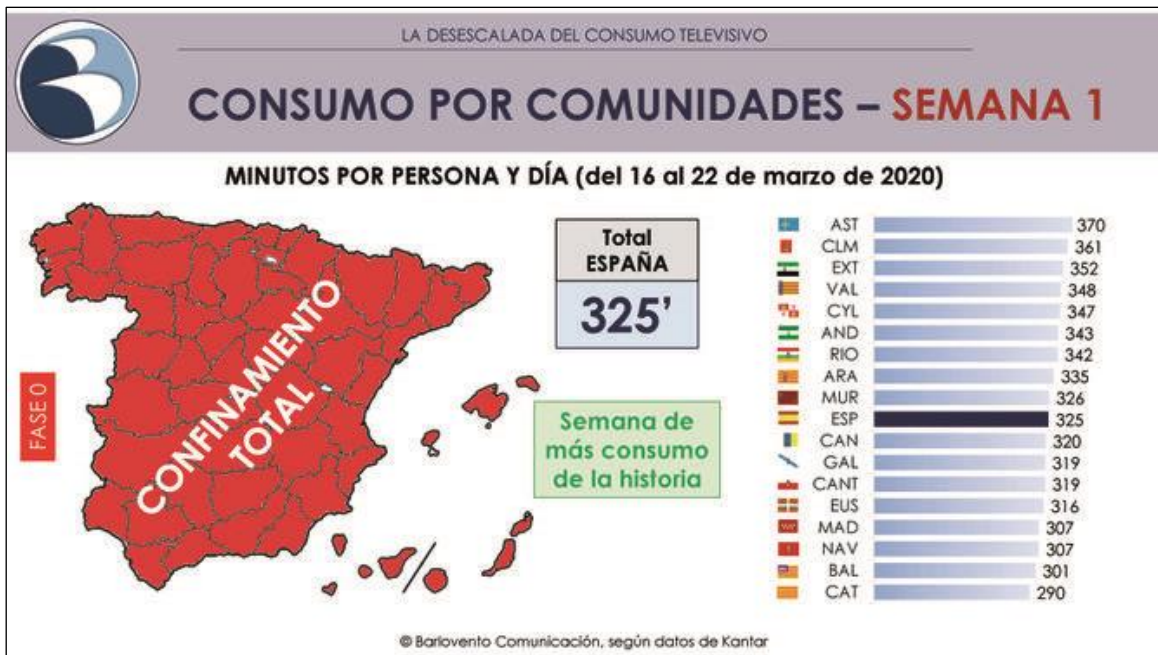 LA DESESCALADA DEL CONSUMO TELEVISIVO
CONSUMO POR COMUNIDADES – SEMANA 1
MINUTOS POR PERSONA Y DÍA (del 16 al 22 de marzo de 2020)
FASE 0
CONFINAMIENTO
TOTAL
Total
ESPAÑA
325’
Semana de
más consumo
de la historia
AST 370
CLM 361
EXT 352
VAL 348
CYL 347
AND 343
RIO 342
ARA 335
MUR 326
ESP 325
CAN 320
GAL 319
CANT 319
EUS 316
MAD 307
NAV 307
BAL 301
CAT 290
© Barlovento Comunicación, según datos de Kantar